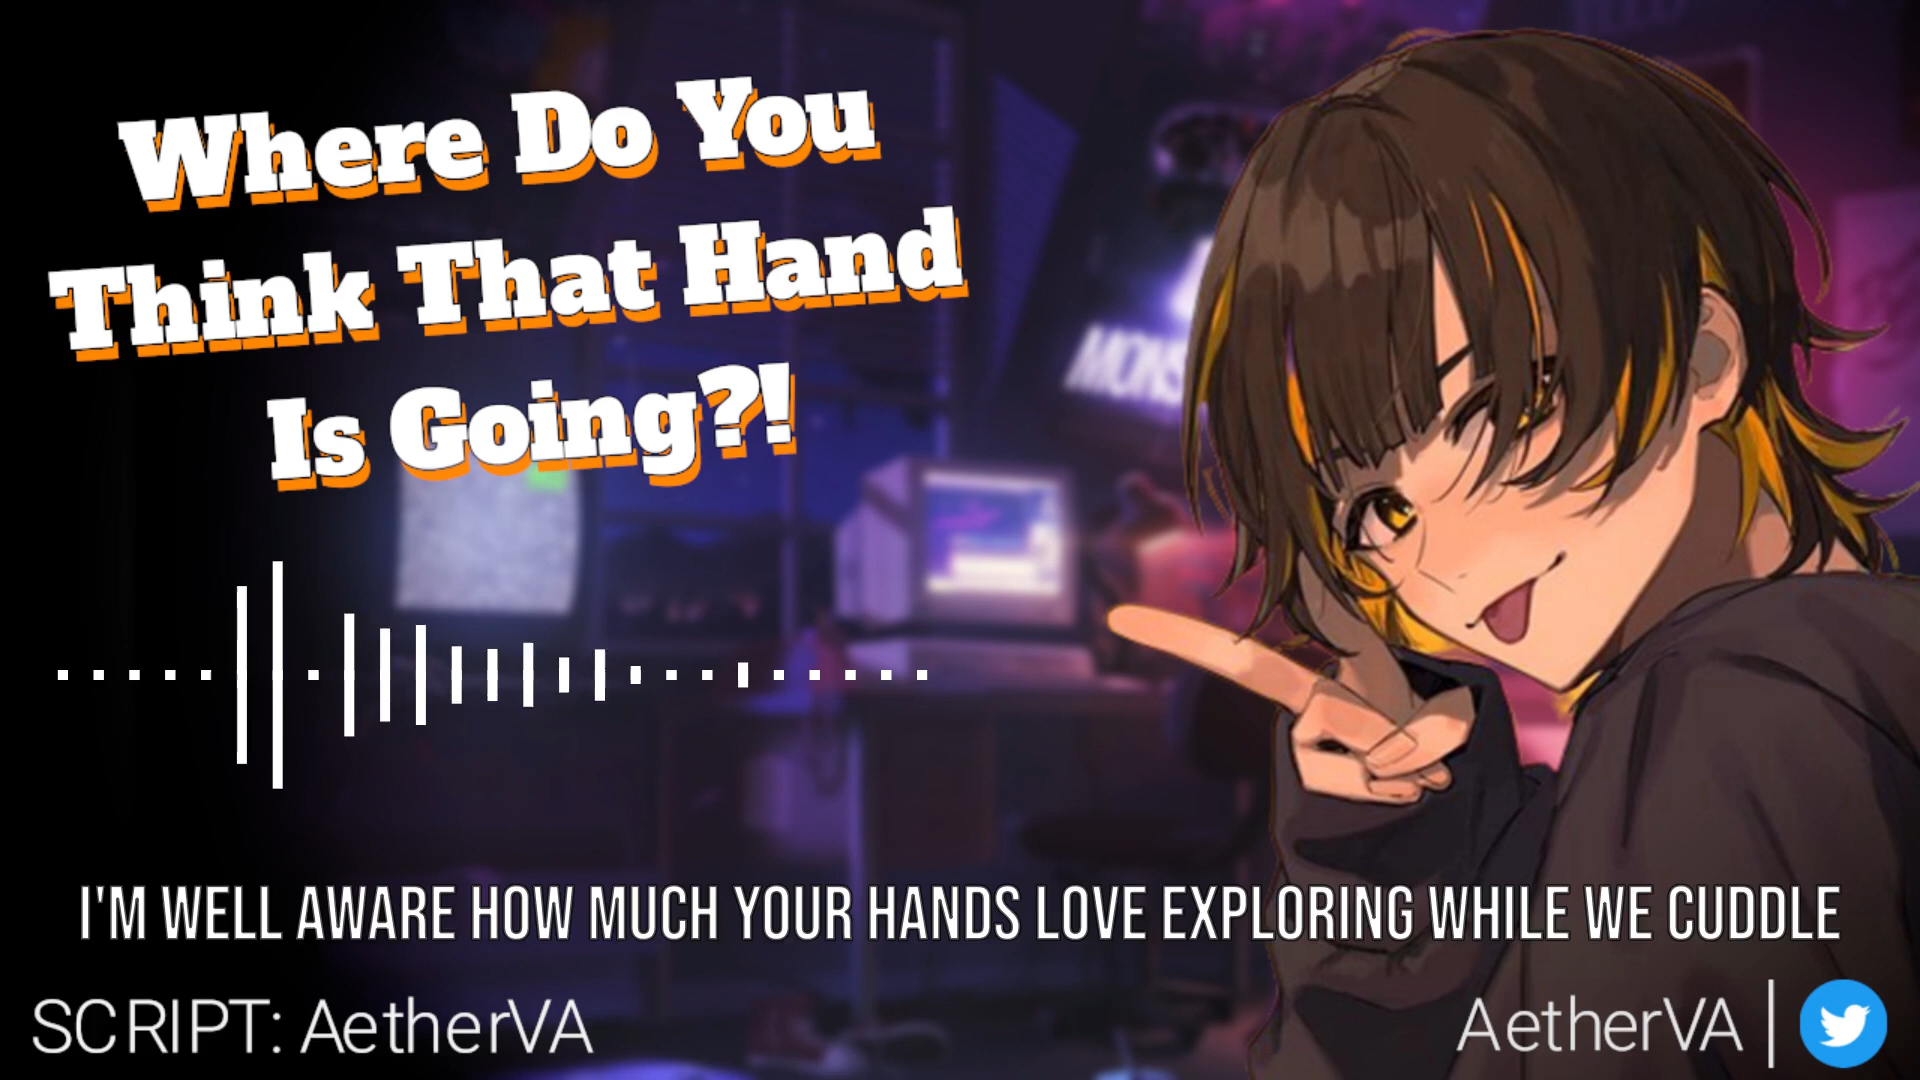 Where Do You
Think That Hand
Is Going?!
MONS
I'M WELL AWARE HOW MUCH YOUR HANDS LOVE EXPLORING WHILE WE CUDDLE
SCRIPT: AetherVA
AetherVA